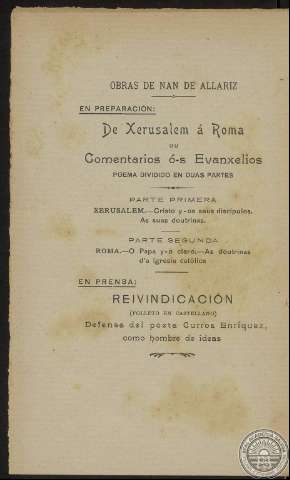 OBRAS DE NAN DE ALLARIZ
EN PREPARACIÓN:
De Xerusalem á Roma
OU
Comentarios ó-s Evanxelios
POEMA DIVIDIDO EN DUAS PARTES
PARTE PRIMERA
XERUSALEM.—Cristo y-os seus discípulos.
As suas doutrinas.
PARTE SEGUNDA
ROMA.—O Papa y-o clero.—As doutrinas
d'a Igresia católica
EN PRENSA:
REIVINDICACIÓN
(FOLLETO EN CASTELLANO)
Defensa del poeta Curros Enríquez,
como hombre de ideas